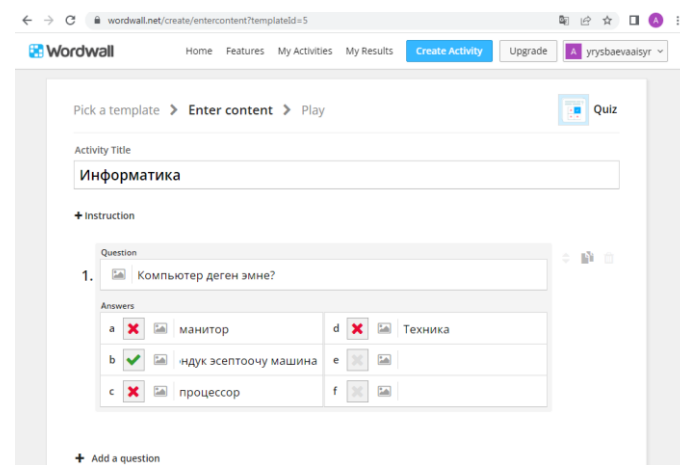 wordwall.net/create/entercontent?templateId=5
A
Wordwall Home Features My Activities My Results Create Activity Upgrade A yrysbaevaaisyr
Pick a template > Enter content > Play Quiz
Activity Title
Информатика
+ Instruction
Question
1. Компьютер деген эмне?
Answers
a манитор d Техника
b ндук эсептоочу машина e
c процессор f
+ Add a question